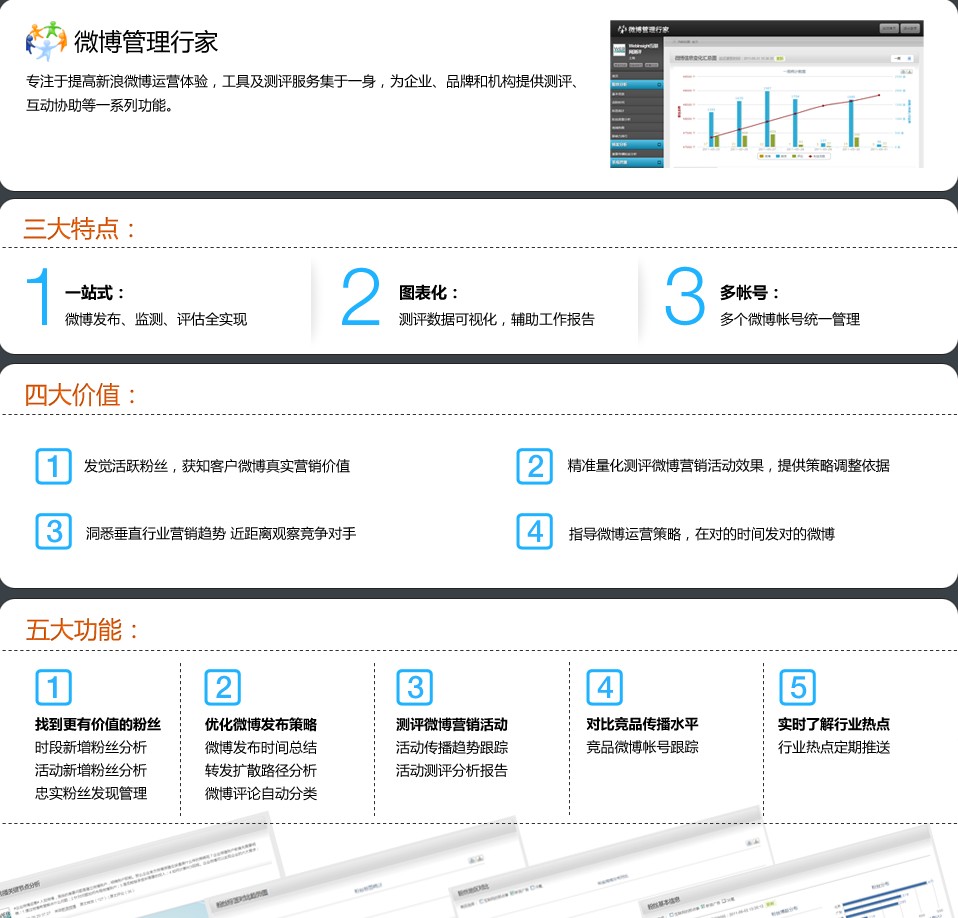 微博管理行家
专注于提高新浪微博运营体验，工具及测评服务集于一身，为企业、品牌和机构提供测评、
互动协助等一系列功能。
微博管理行家
三大特点：
1
一站式：
微博发布、监测、评估全实现
2
图表化：
测评数据可视化，辅助工作报告
3
多帐号：
多个微博帐号统一管理
四大价值：
1 发觉活跃粉丝，获知客户微博真实营销价值
2 精准量化测评微博营销活动效果，提供策略调整依据
3 洞悉垂直行业营销趋势 近距离观察竞争对手
4 指导微博运营策略，在对的时间发对的微博
五大功能：
1
找到更有价值的粉丝
时段新增粉丝分析
活动新增粉丝分析
忠实粉丝发现管理
2
优化微博发布策略
微博发布时间总结
转发扩散路径分析
微博评论自动分类
3
测评微博营销活动
活动传播趋势跟踪
活动测评分析报告
4
对比竞品传播水平
竞品微博帐号跟踪
5
实时了解行业热点
行业热点定期推送